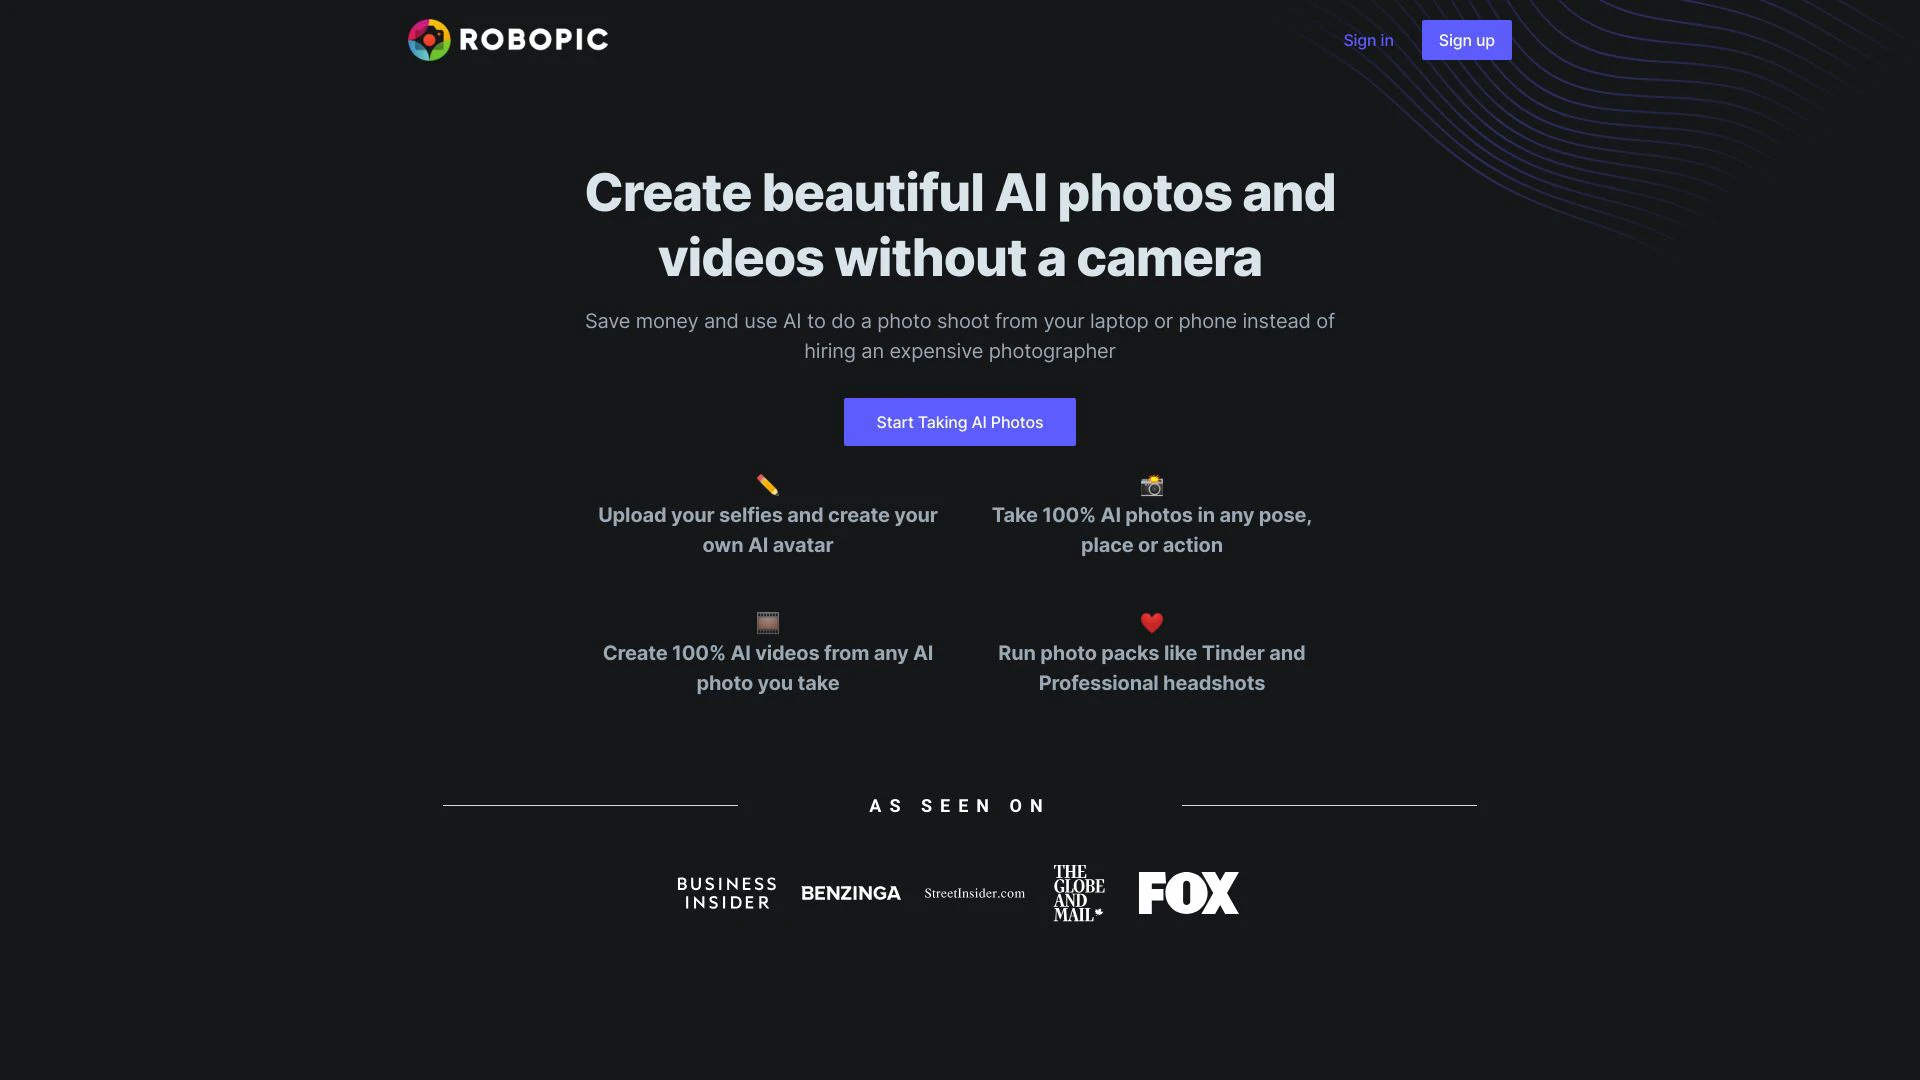 ROBOPIC
Sign in
Sign up
Create beautiful AI photos and
videos without a camera
Save money and use AI to do a photo shoot from your laptop or phone instead of
hiring an expensive photographer
Start Taking AI Photos
Upload your selfies and create your
own AI avatar
Take 100% AI photos in any pose,
place or action
Create 100% AI videos from any AI
photo you take
Run photo packs like Tinder and
Professional headshots
AS SEEN ON
BUSINESS
INSIDER
BENZINGA
StreetInsider.com
THE
GLOBE
AND
MAIL
FOX